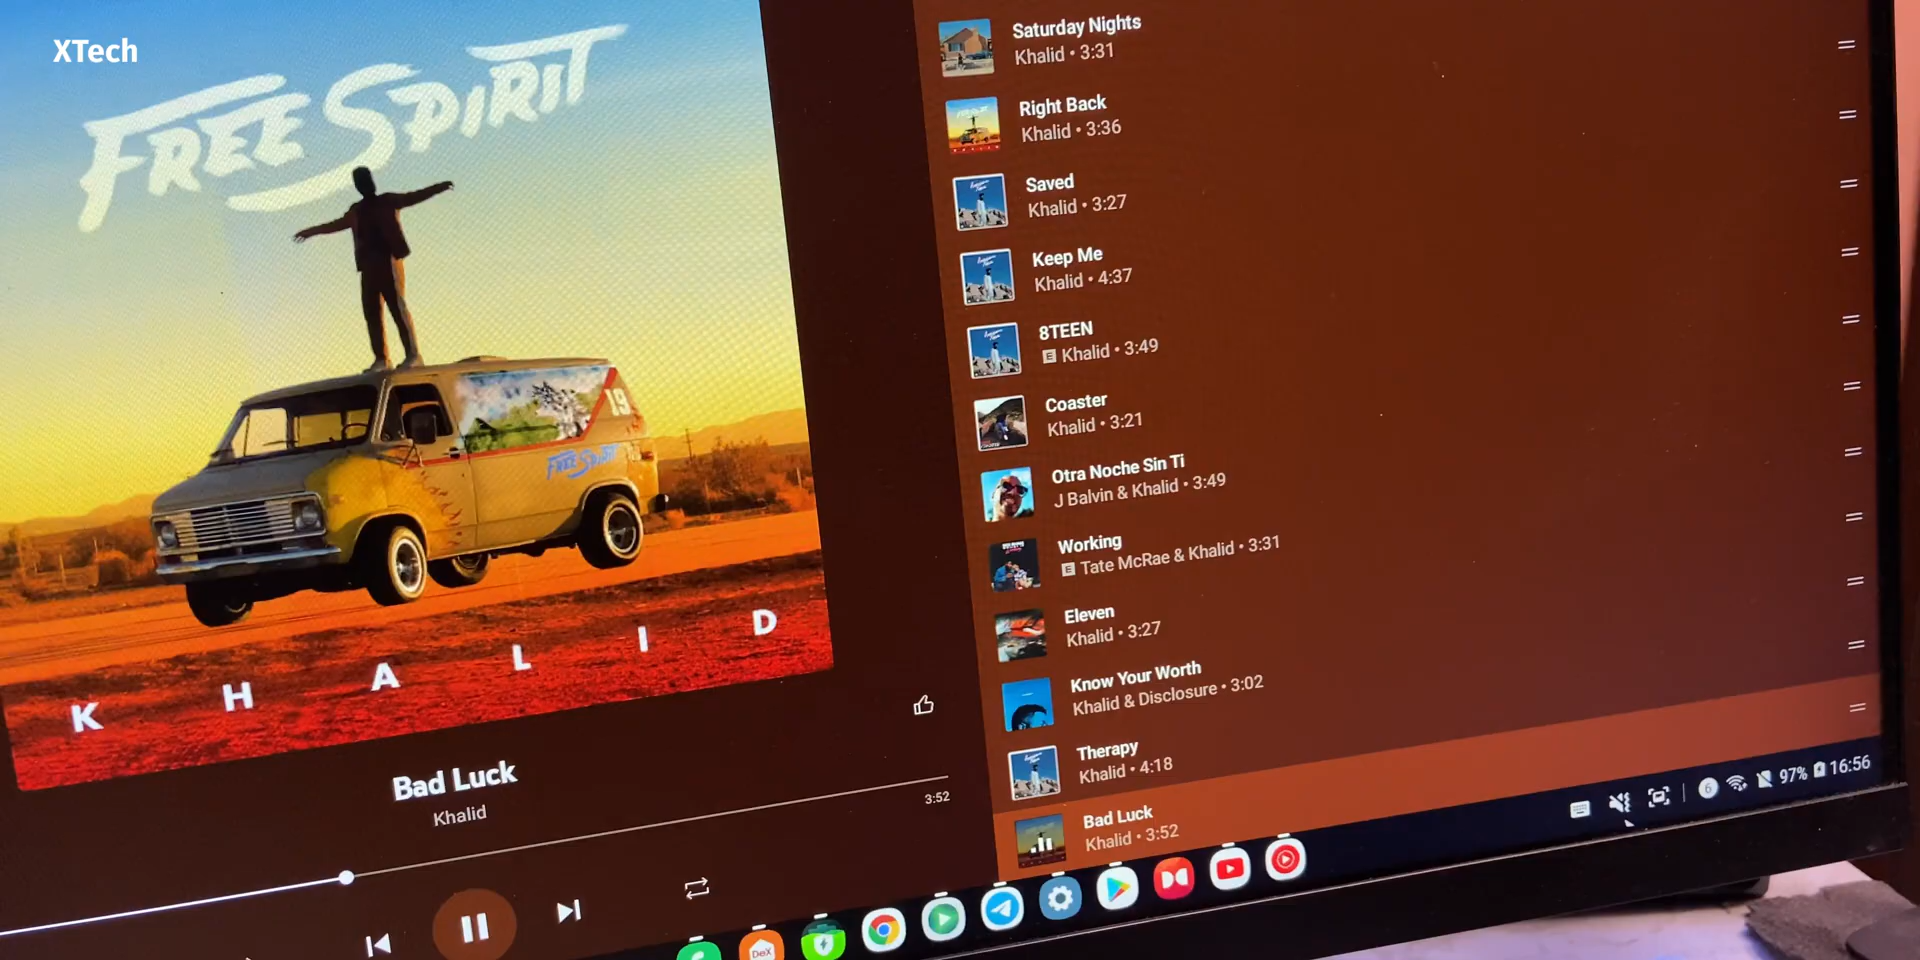 XTech
FREE SPIRIT
19
FREE SPIRIT
K H A L I D
Bad Luck
Khalid
3:52
Saturday Nights
Khalid • 3:31
Right Back
Khalid • 3:36
Saved
Khalid • 3:27
Keep Me
Khalid • 4:37
8TEEN
E Khalid • 3:49
Coaster
Khalid • 3:21
Otra Noche Sin Ti
J Balvin & Khalid • 3:49
Working
E Tate McRae & Khalid • 3:31
Eleven
Khalid • 3:27
Know Your Worth
Khalid & Disclosure • 3:02
Therapy
Khalid • 4:18
Bad Luck
Khalid • 3:52
6 97% 16:56
DeX